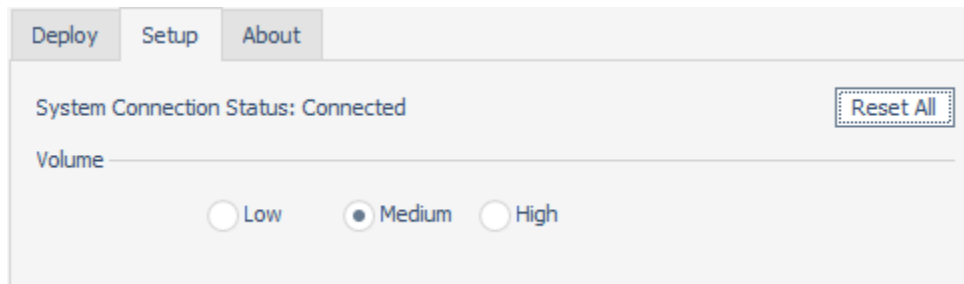 Deploy Setup About
System Connection Status: Connected Reset All
Volume
Low Medium High